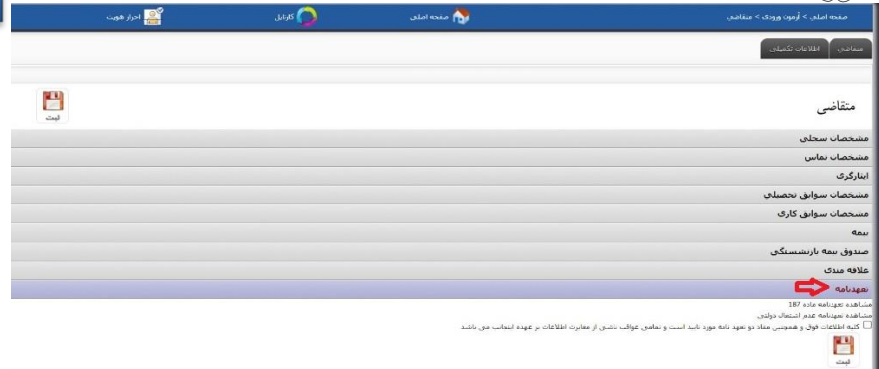 صفحه اصلی > آزمون ورودی > متقاضی
صفحه اصلی
کارتابل
احراز هویت
متقاضی
اطلاعات تکمیلی
متقاضی
ثبت
مشخصات سجلی
مشخصات تماس
ایثارگری
مشخصات سوابق تحصیلی
مشخصات سوابق کاری
بیمه
صندوق بیمه بازنشستگی
علاقه مندی
تعهدنامه
مشاهده تعهدنامه ماده 187
مشاهده تعهدنامه عدم اشتغال دولتی
کلیه اطلاعات فوق و همچنین مفاد دو تعهد نامه مورد تایید است و تمامی عواقب ناشی از مغایرت اطلاعات بر عهده اینجانب می باشد
ثبت